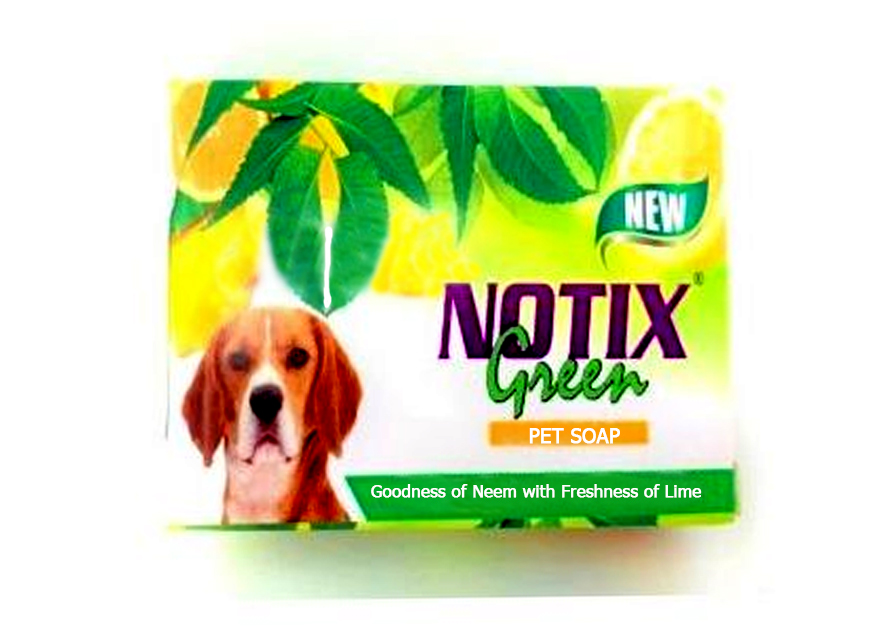 NEW
NOTIX®
Green
PET SOAP
Goodness of Neem with Freshness of Lime